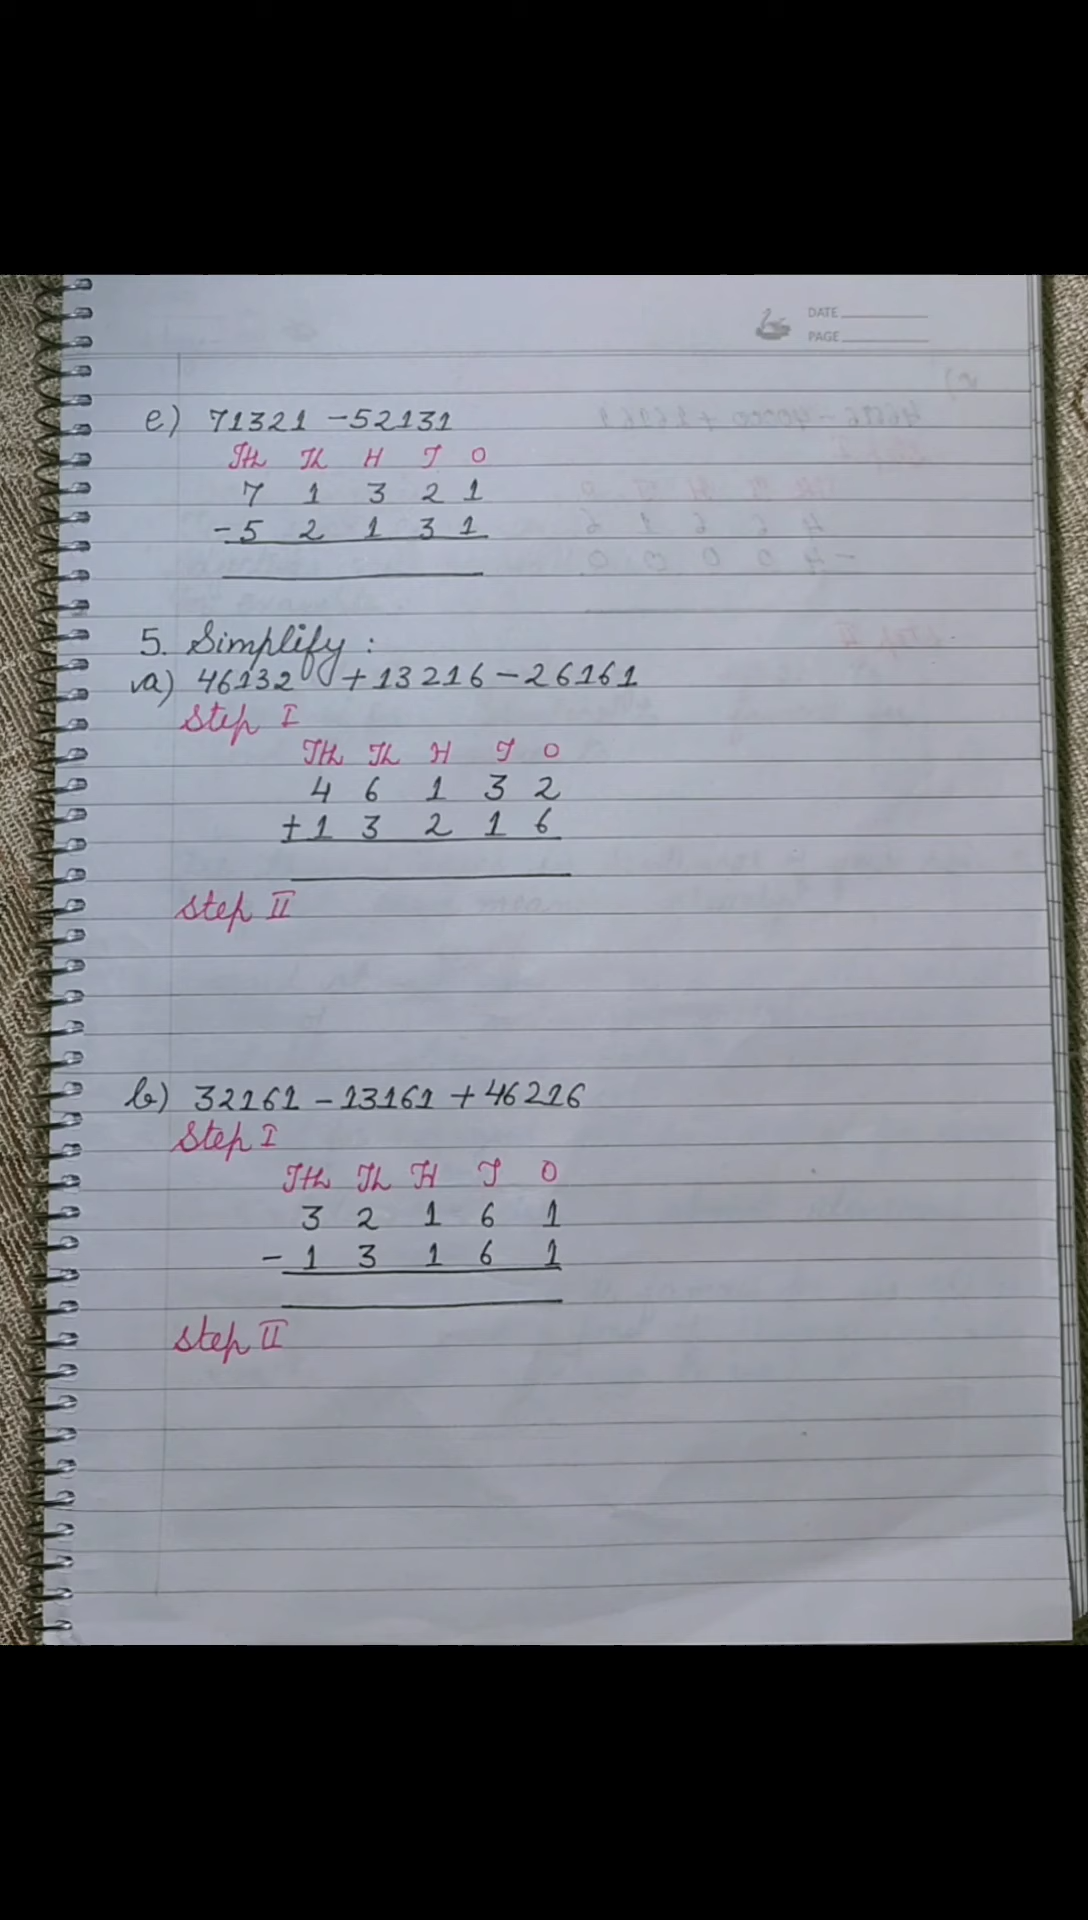 DATE
PAGE
e) 71321 - 52131
Tth Th H T O
7 1 3 2 1
- 5 2 1 3 1
5. Simplify :
a) 46132 + 13216 - 26161
Step I
Tth Th H T O
4 6 1 3 2
+ 1 3 2 1 6
Step II
b) 32161 - 13161 + 46216
Step I
Tth Th H T O
3 2 1 6 1
- 1 3 1 6 1
Step II